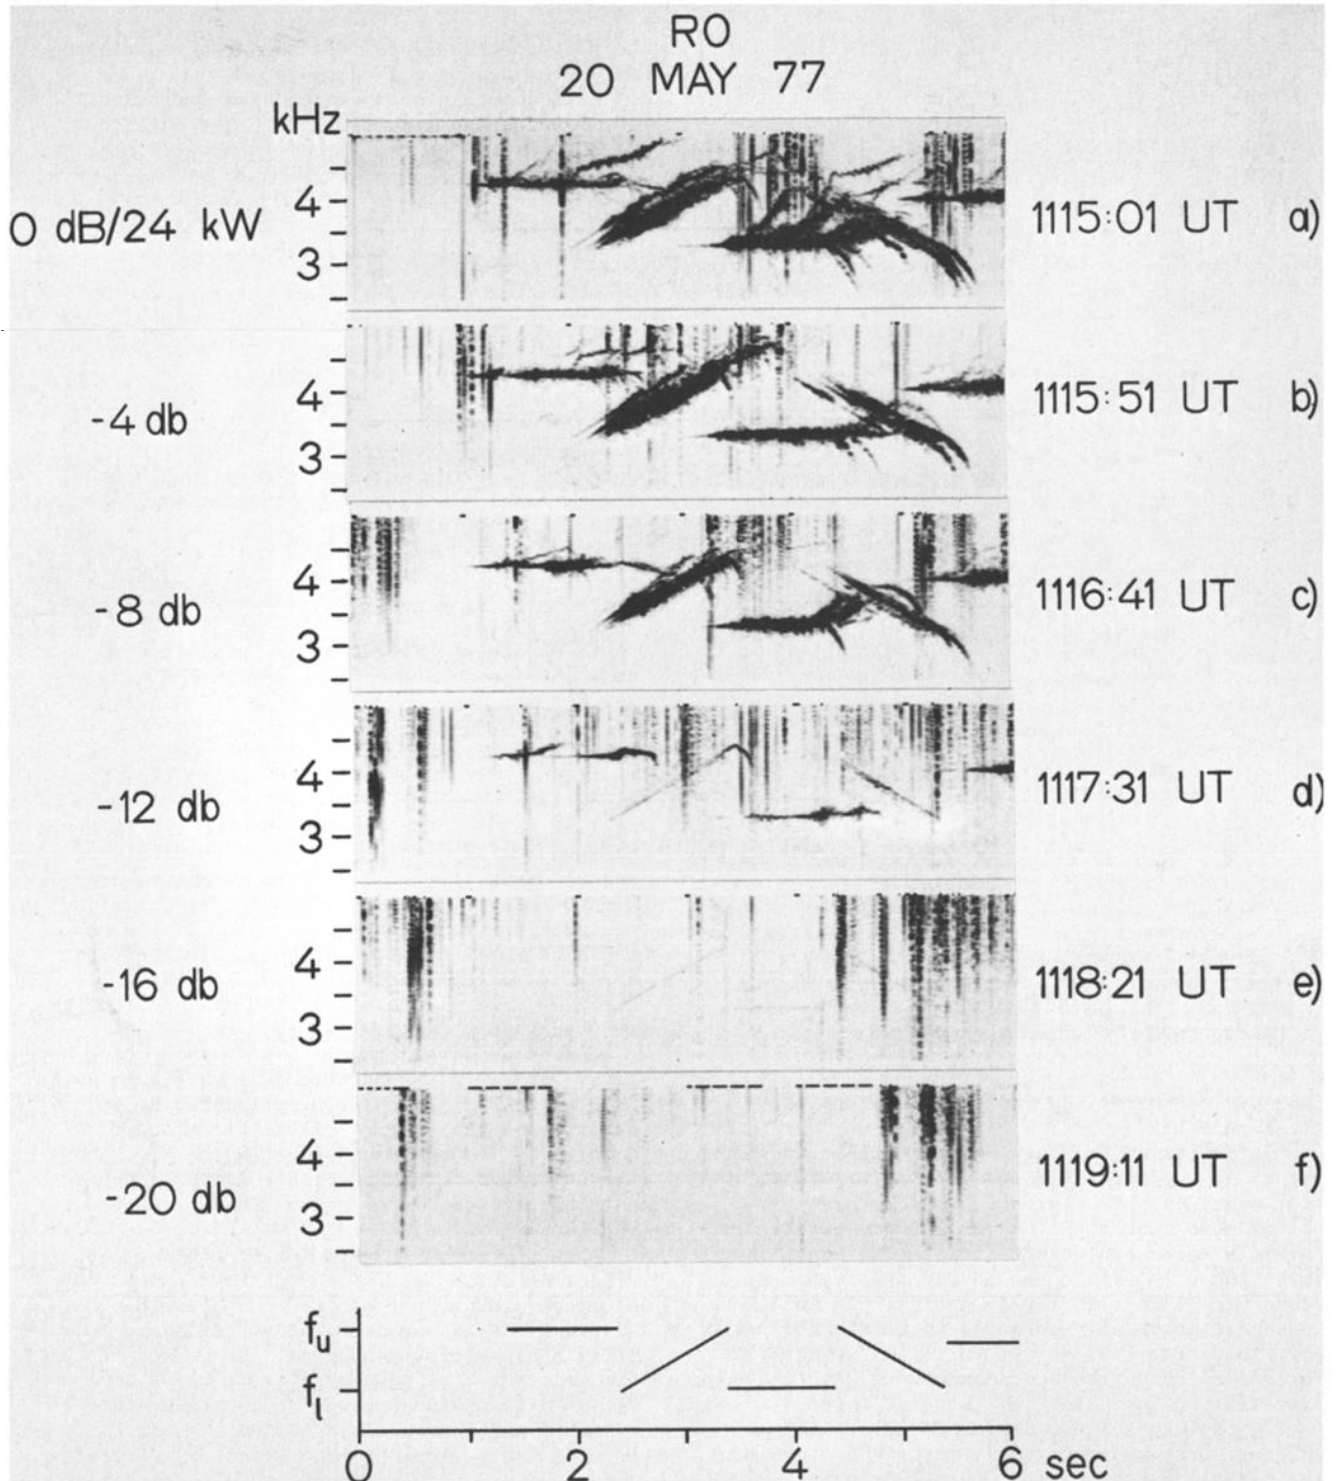 RO
20 MAY 77
kHz
0 dB/24 kW
4
3
1115:01 UT a)
-4 db
4
3
1115:51 UT b)
-8 db
4
3
1116:41 UT c)
-12 db
4
3
1117:31 UT d)
-16 db
4
3
1118:21 UT e)
-20 db
4
3
1119:11 UT f)
fu
fl
0 2 4 6 sec